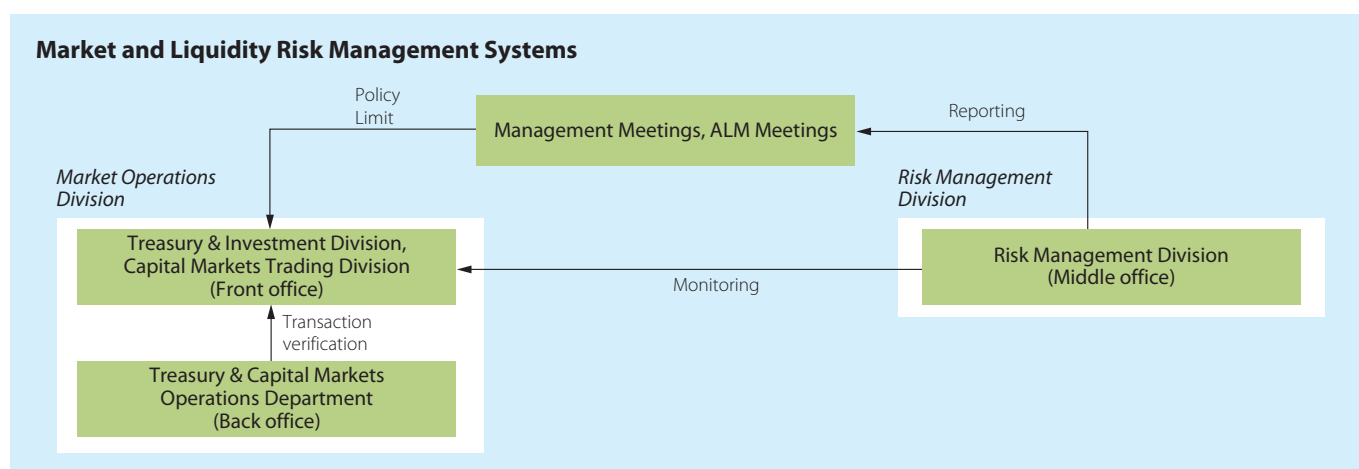 Market and Liquidity Risk Management Systems
Policy
Limit
Management Meetings, ALM Meetings
Reporting
Market Operations
Division
Risk Management
Division
Treasury & Investment Division,
Capital Markets Trading Division
(Front office)
Risk Management Division
(Middle office)
Monitoring
Transaction
verification
Treasury & Capital Markets
Operations Department
(Back office)